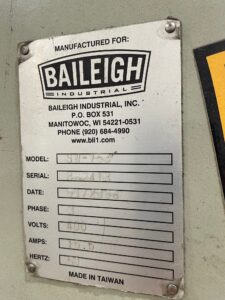 MANUFACTURED FOR:
BAILEIGH
INDUSTRIAL
BAILEIGH INDUSTRIAL, INC.
P.O. BOX 531
MANITOWOC, WI 54221-0531
PHONE (920) 684-4990
www.bii1.com
MODEL:
SERIAL:
DATE:
PHASE:
VOLTS:
AMPS:
HERTZ:
MADE IN TAIWAN